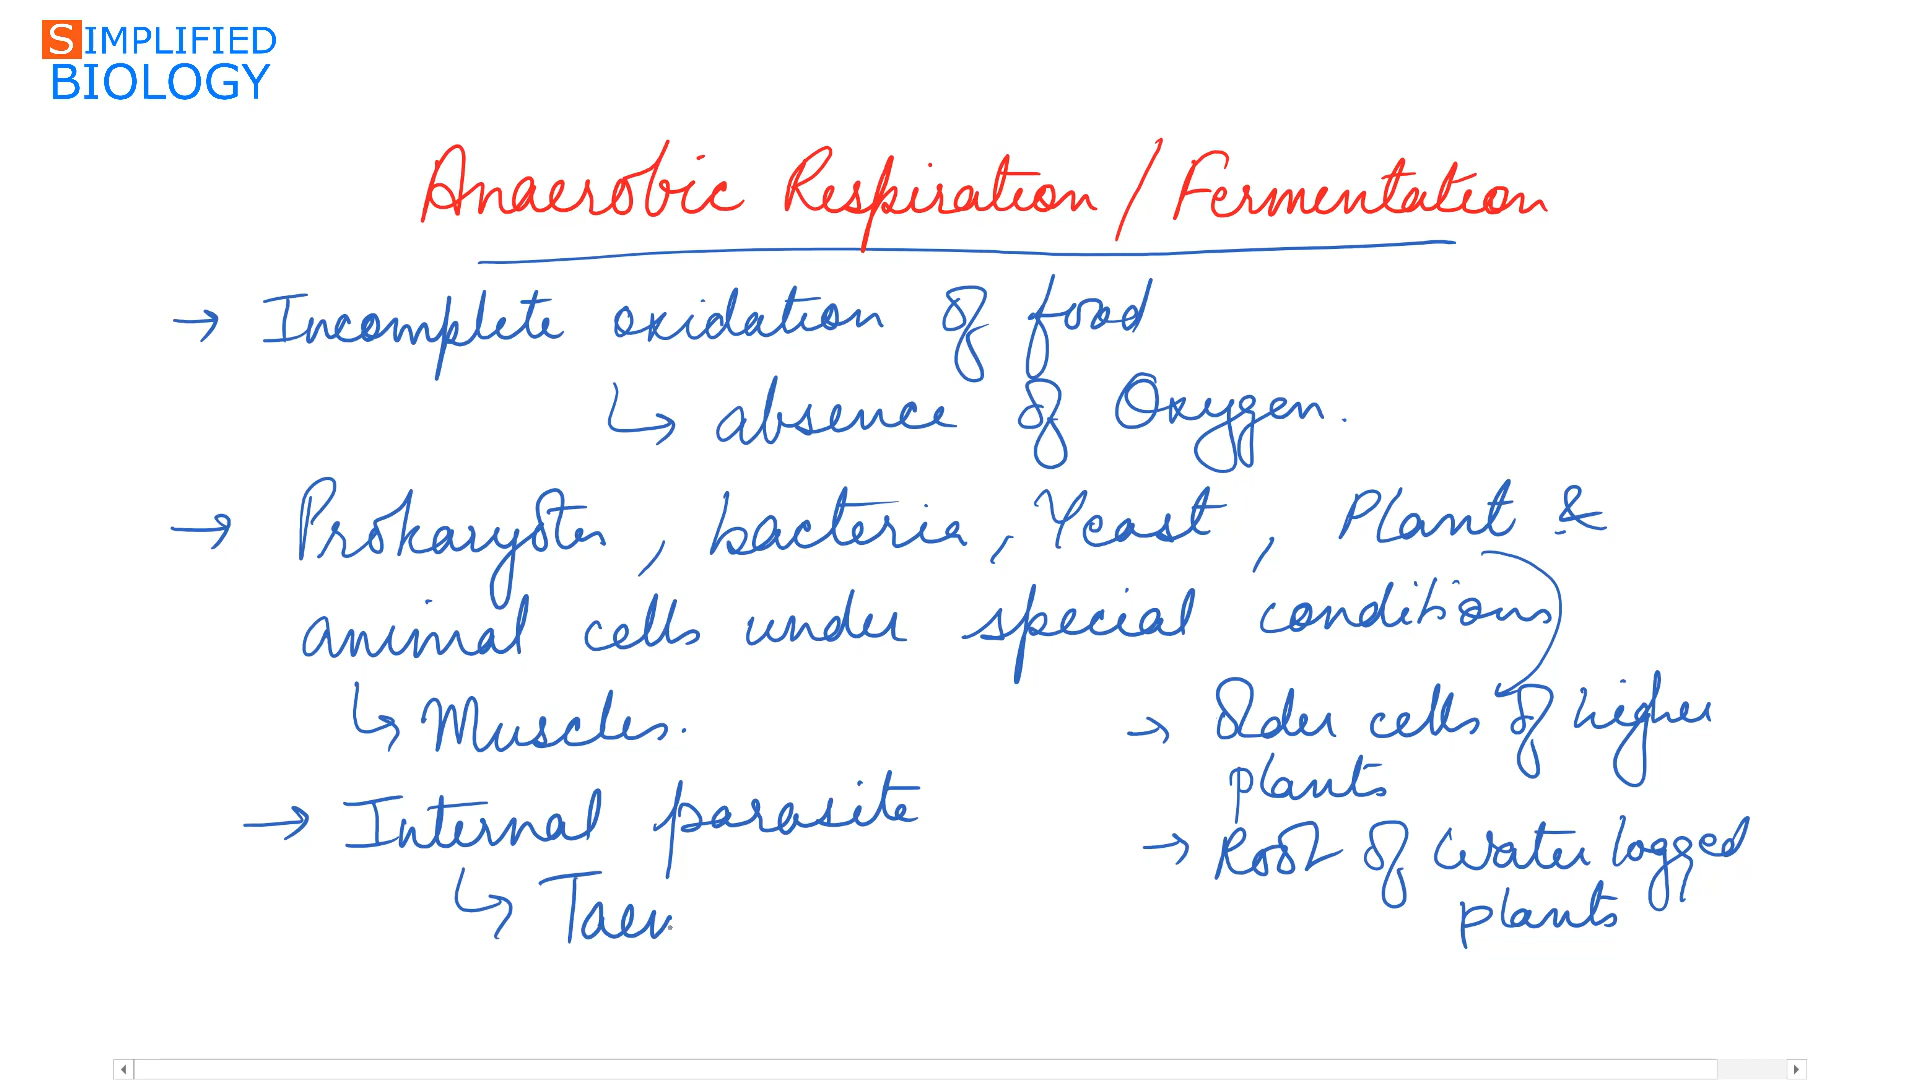 SIMPLIFIED
BIOLOGY
Anaerobic Respiration / Fermentation
→ Incomplete oxidation of food
↳ absence of Oxygen.
→ Prokaryotes, bacteria, Yeast, Plant &
animal cells under special conditions
↳ Muscles.
→ Older cells of higher
plants
→ Internal parasite
→ Root of water logged
plants
↳ Taen